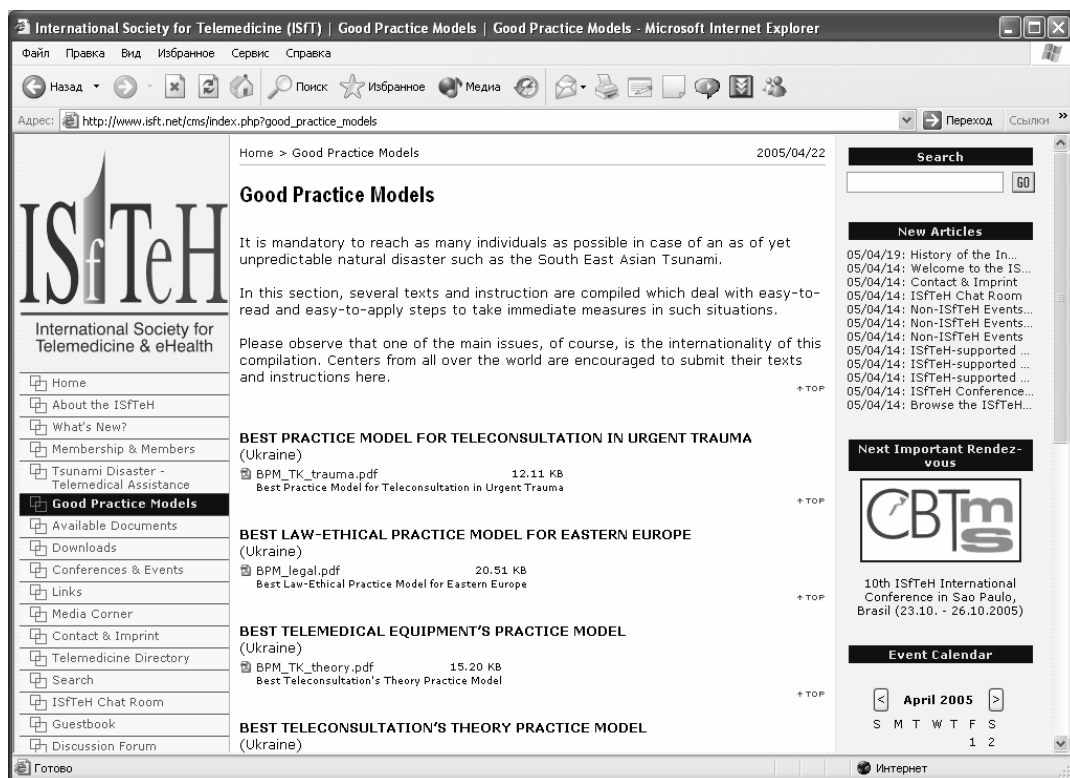 International Society for Telemedicine (ISfT) | Good Practice Models | Good Practice Models - Microsoft Internet Explorer
Файл Правка Вид Избранное Сервис Справка
Назад Поиск Избранное Медиа
Адрес: http://www.isft.net/cms/index.php?good_practice_models Переход Ссылки »
ISfTeH
International Society for
Telemedicine & eHealth
Home
About the ISfTeH
What's New?
Membership & Members
Tsunami Disaster -
Telemedical Assistance
Good Practice Models
Available Documents
Downloads
Conferences & Events
Links
Media Corner
Contact & Imprint
Telemedicine Directory
Search
ISfTeH Chat Room
Guestbook
Discussion Forum
Home > Good Practice Models 2005/04/22
Good Practice Models
It is mandatory to reach as many individuals as possible in case of an as of yet
unpredictable natural disaster such as the South East Asian Tsunami.
In this section, several texts and instruction are compiled which deal with easy-to-
read and easy-to-apply steps to take immediate measures in such situations.
Please observe that one of the main issues, of course, is the internationality of this
compilation. Centers from all over the world are encouraged to submit their texts
and instructions here.
↑ TOP
BEST PRACTICE MODEL FOR TELECONSULTATION IN URGENT TRAUMA
(Ukraine)
BPM_TK_trauma.pdf 12.11 KB
Best Practice Model for Teleconsultation in Urgent Trauma
↑ TOP
BEST LAW-ETHICAL PRACTICE MODEL FOR EASTERN EUROPE
(Ukraine)
BPM_legal.pdf 20.51 KB
Best Law-Ethical Practice Model for Eastern Europe
↑ TOP
BEST TELEMEDICAL EQUIPMENT'S PRACTICE MODEL
(Ukraine)
BPM_TK_theory.pdf 15.20 KB
Best Teleconsultation's Theory Practice Model
↑ TOP
BEST TELECONSULTATION'S THEORY PRACTICE MODEL
(Ukraine)
Search
GO
New Articles
05/04/19: History of the In...
05/04/14: Welcome to the IS...
05/04/14: Contact & Imprint
05/04/14: ISfTeH Chat Room
05/04/14: Non-ISfTeH Events...
05/04/14: Non-ISfTeH Events...
05/04/14: Non-ISfTeH Events
05/04/14: ISfTeH-supported ...
05/04/14: ISfTeH-supported ...
05/04/14: ISfTeH-supported ...
05/04/14: ISfTeH Conference...
05/04/14: Browse the ISfTeH...
Next Important Rendez-
vous
CBTms
10th ISfTeH International
Conference in Sao Paulo,
Brasil (23.10. - 26.10.2005)
Event Calendar
< April 2005 >
S M T W T F S
1 2
Готово Интернет